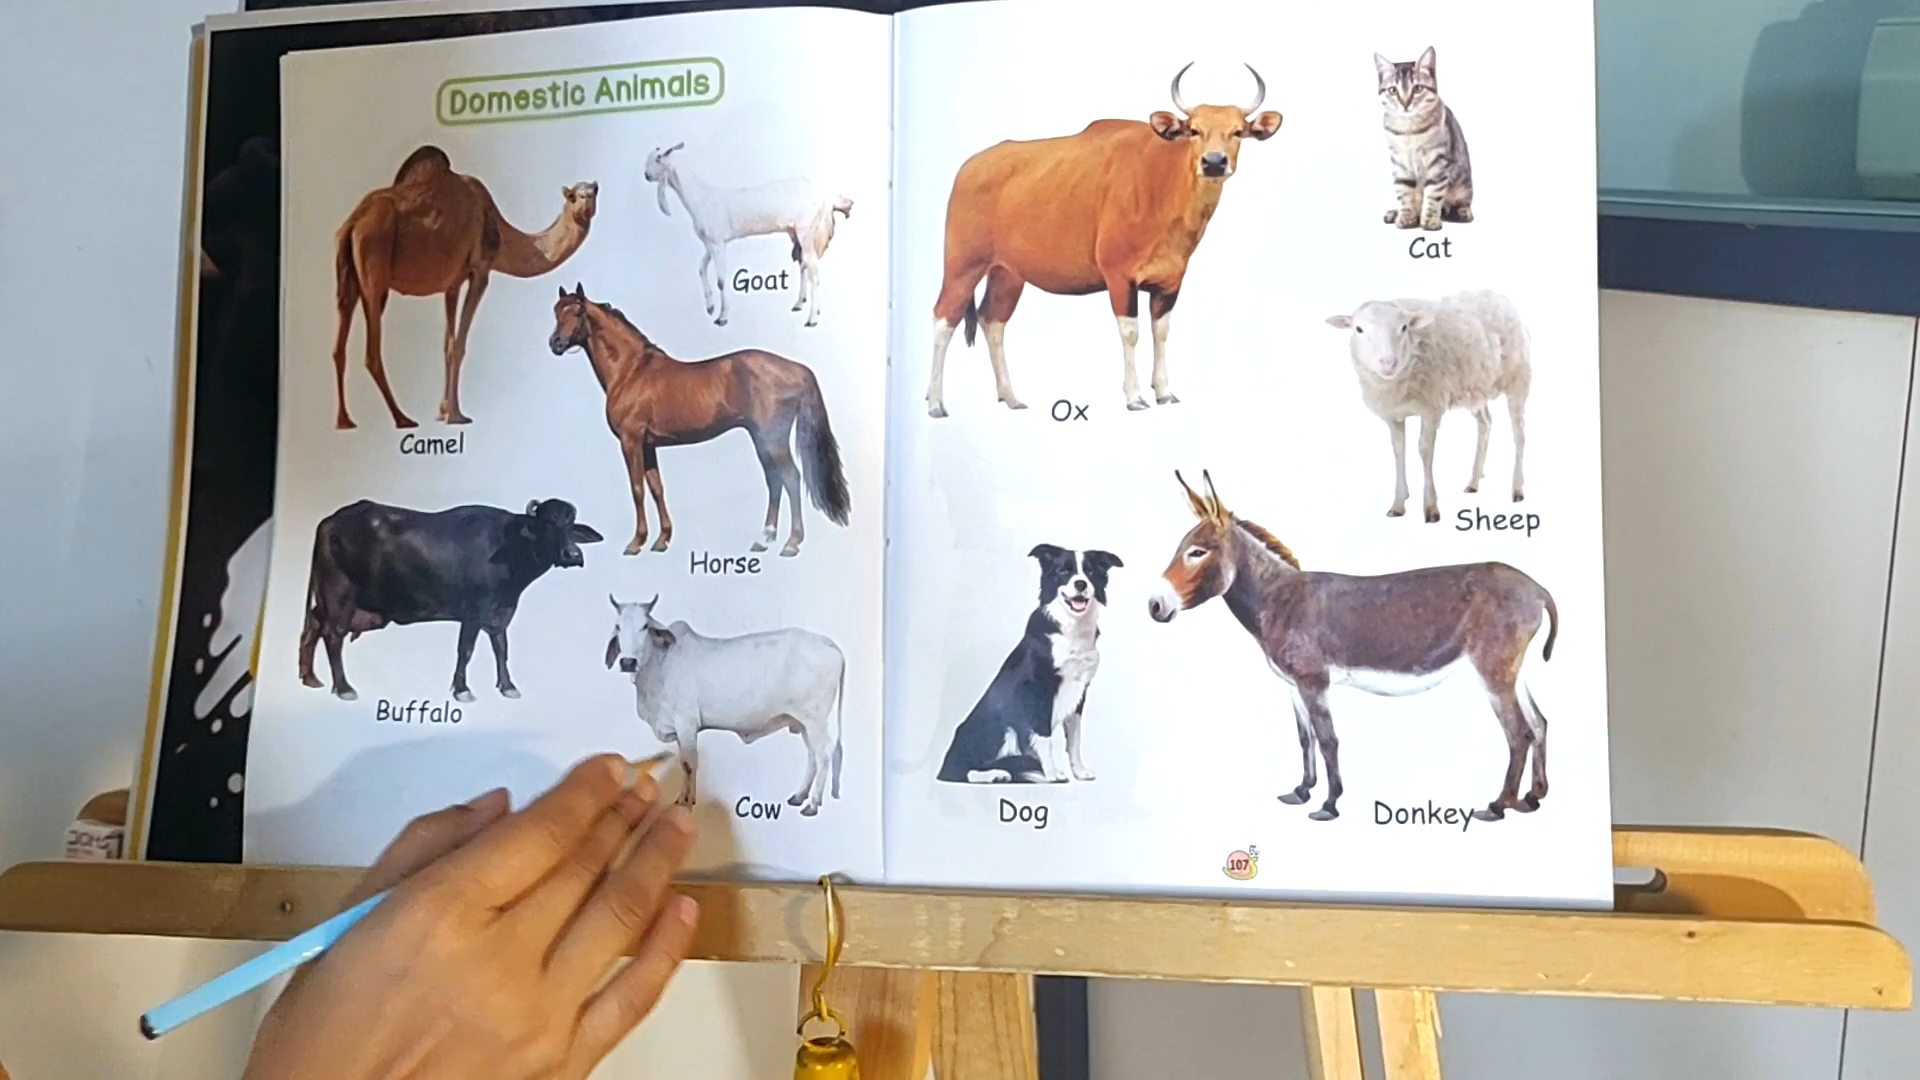 Domestic Animals
Goat
Camel
Horse
Buffalo
Cow
Cat
Ox
Sheep
Dog
Donkey
107